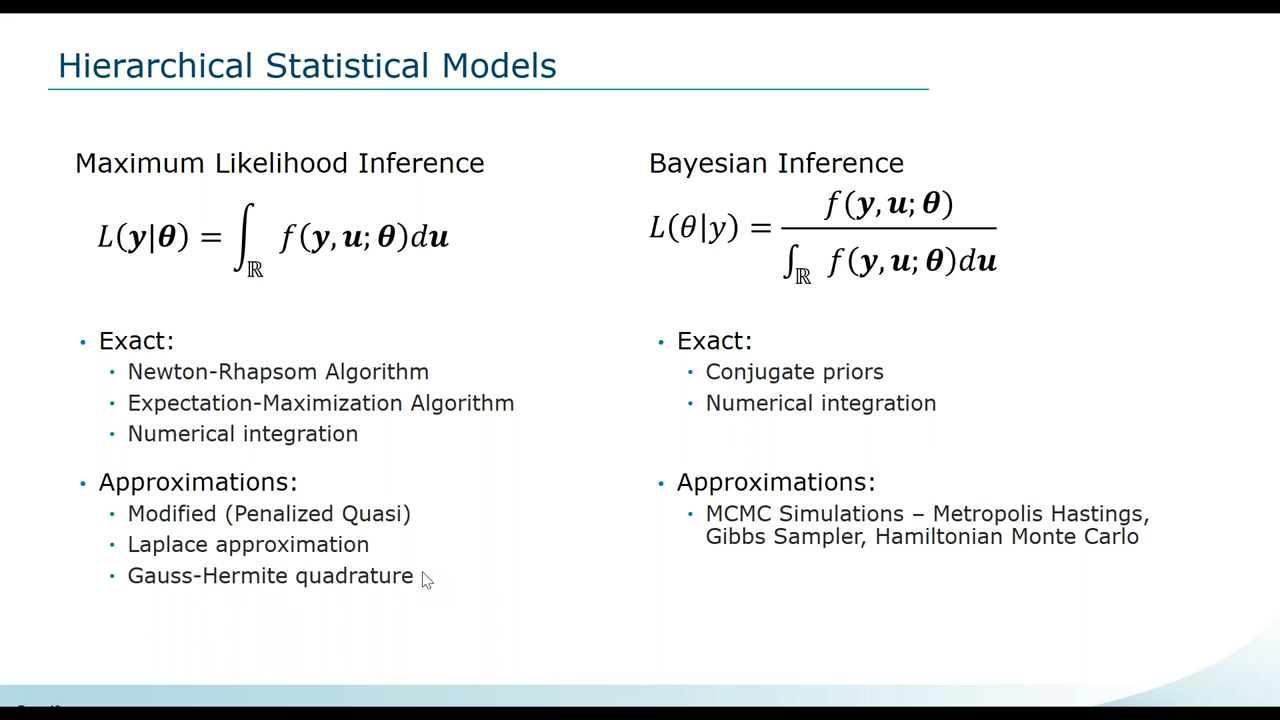 Hierarchical Statistical Models
Maximum Likelihood Inference
L(y|θ) = ∫ℝ f(y, u; θ)du
• Exact:
• Newton-Rhapsom Algorithm
• Expectation-Maximization Algorithm
• Numerical integration
• Approximations:
• Modified (Penalized Quasi)
• Laplace approximation
• Gauss-Hermite quadrature
Bayesian Inference
L(θ|y) = f(y, u; θ) / ∫ℝ f(y, u; θ)du
• Exact:
• Conjugate priors
• Numerical integration
• Approximations:
• MCMC Simulations – Metropolis Hastings,
Gibbs Sampler, Hamiltonian Monte Carlo